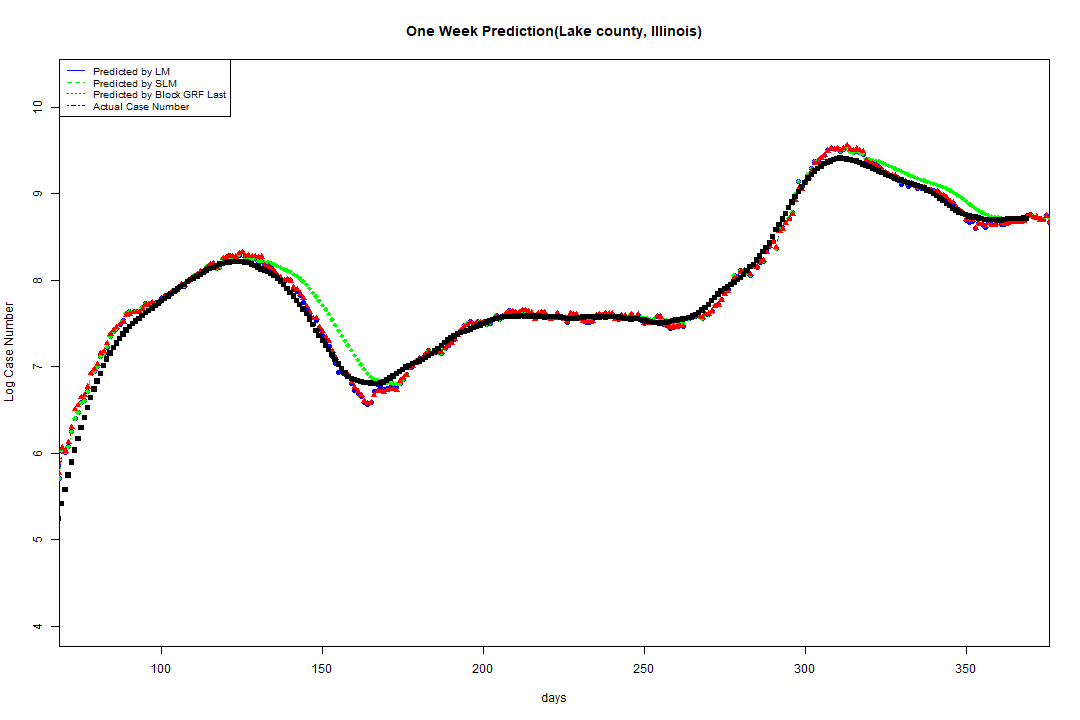 One Week Prediction(Lake county, Illinois)
Predicted by LM
Predicted by SLM
Predicted by Block GRF Last
Actual Case Number
10
9
8
7
6
5
4
Log Case Number
100 150 200 250 300 350
days